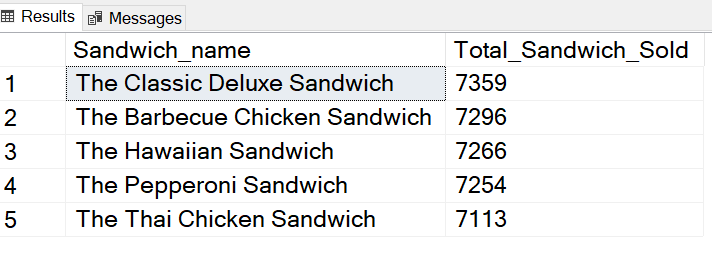 Results Messages
Sandwich_name Total_Sandwich_Sold
1 The Classic Deluxe Sandwich 7359
2 The Barbecue Chicken Sandwich 7296
3 The Hawaiian Sandwich 7266
4 The Pepperoni Sandwich 7254
5 The Thai Chicken Sandwich 7113